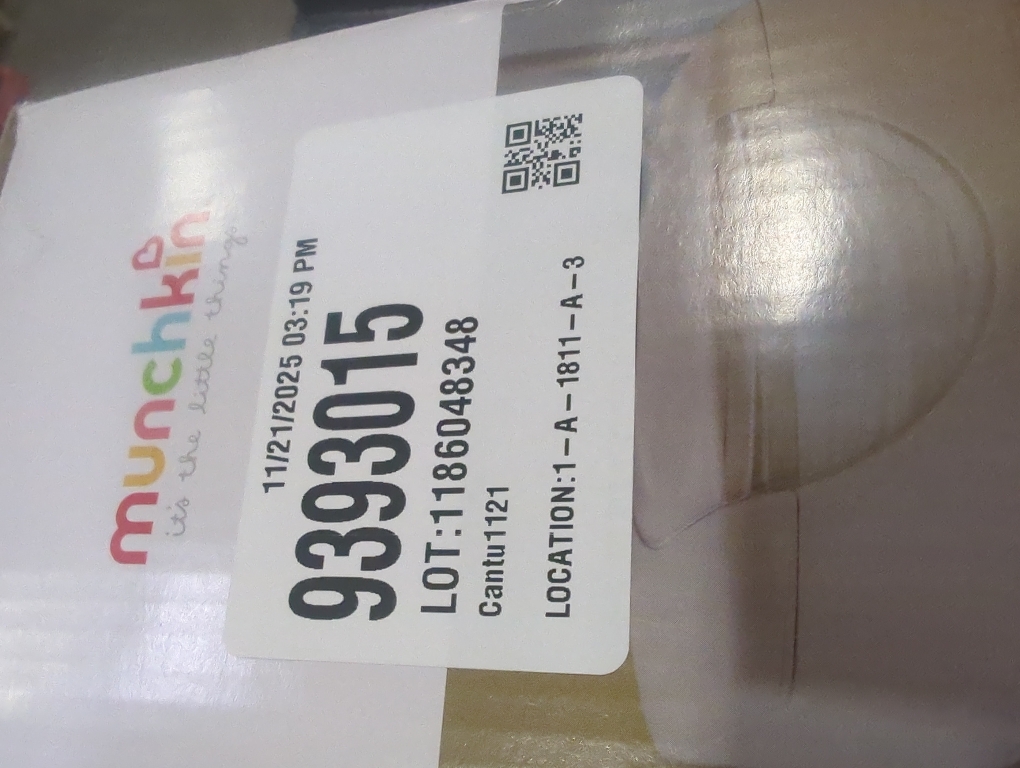 munchkin
it's the little things
11/21/2025 03:19 PM
9393015
LOT:1186048348
Cantu1121
LOCATION:1-A-1811-A-3